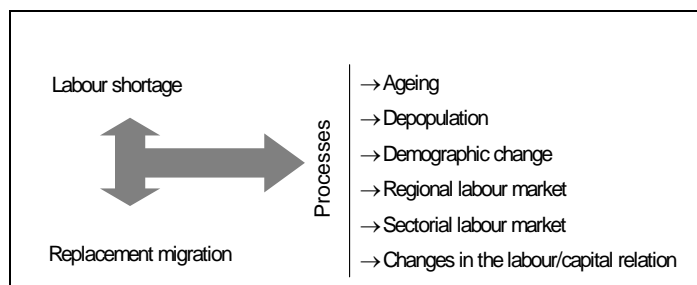 Labour shortage
Replacement migration
Processes
→Ageing
→Depopulation
→Demographic change
→Regional labour market
→Sectorial labour market
→Changes in the labour/capital relation